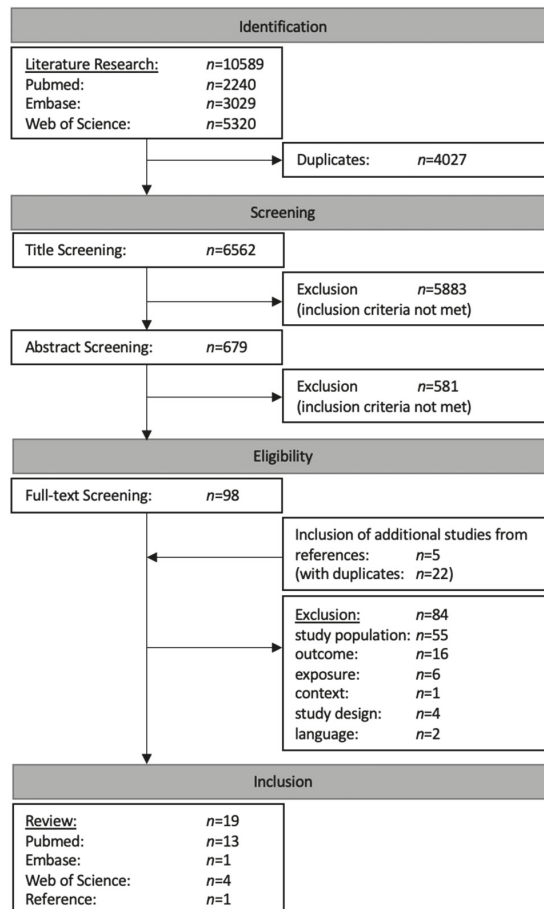 Identification
Literature Research: n=10589
Pubmed: n=2240
Embase: n=3029
Web of Science: n=5320
Duplicates: n=4027
Screening
Title Screening: n=6562
Exclusion n=5883
(inclusion criteria not met)
Abstract Screening: n=679
Exclusion n=581
(inclusion criteria not met)
Eligibility
Full-text Screening: n=98
Inclusion of additional studies from
references: n=5
(with duplicates: n=22)
Exclusion: n=84
study population: n=55
outcome: n=16
exposure: n=6
context: n=1
study design: n=4
language: n=2
Inclusion
Review: n=19
Pubmed: n=13
Embase: n=1
Web of Science: n=4
Reference: n=1